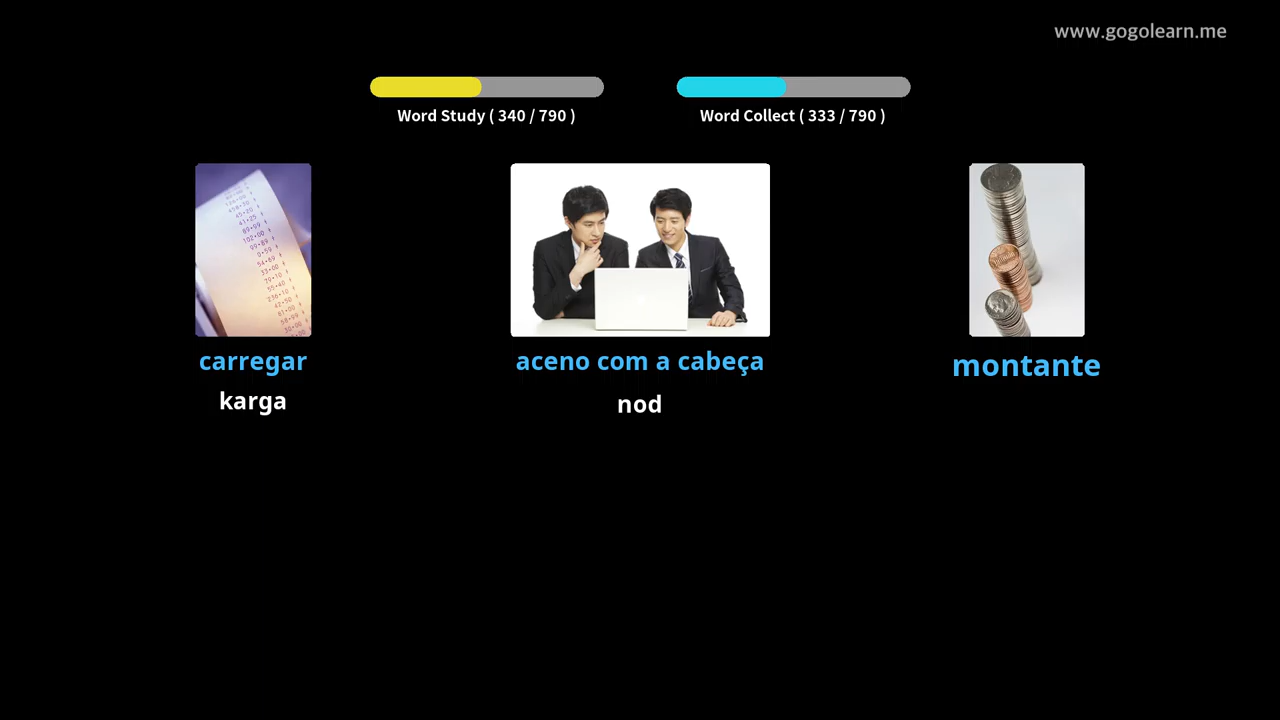 www.gogolearn.me
Word Study ( 340 / 790 )
Word Collect ( 333 / 790 )
carregar
aceno com a cabeça
montante
karga
nod